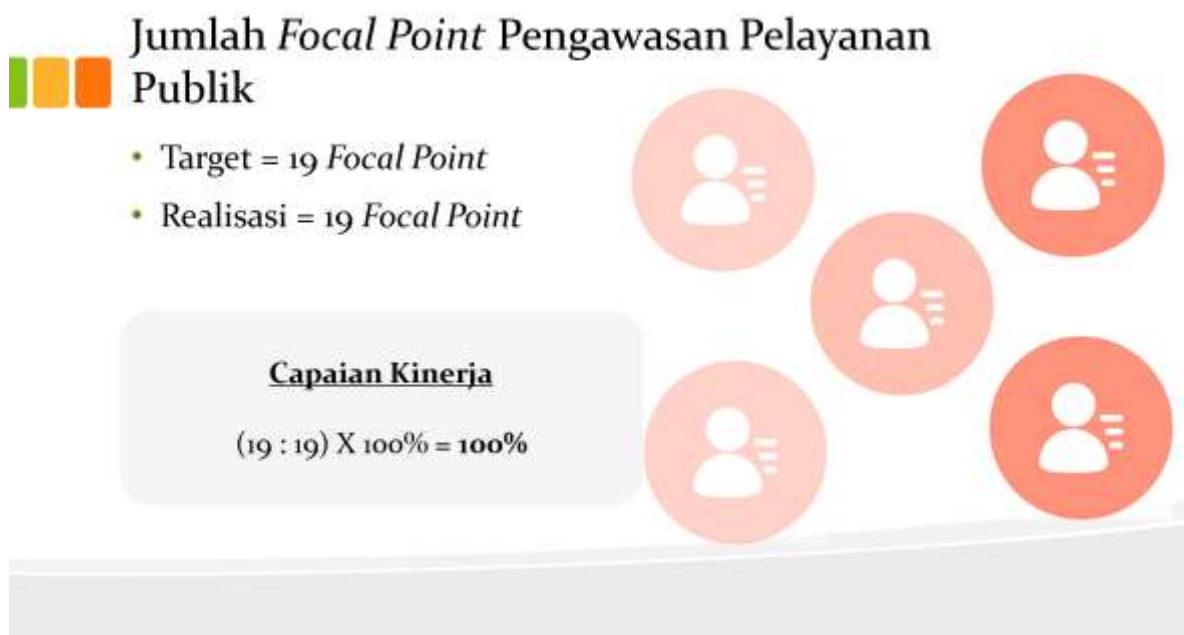 Jumlah Focal Point Pengawasan Pelayanan
Publik
• Target = 19 Focal Point
• Realisasi = 19 Focal Point
Capaian Kinerja
(19 : 19) X 100% = 100%